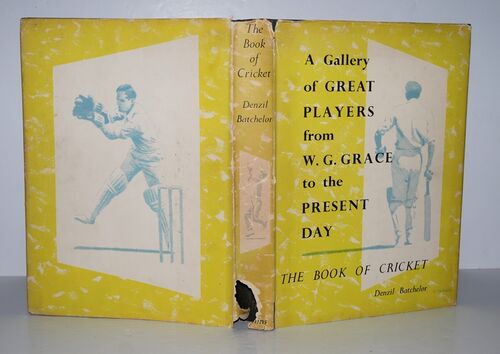 The
Book
of
Cricket
Denzil
Batchelor
A Gallery
of GREAT
PLAYERS
from
W. G. GRACE
to the
PRESENT
DAY
THE BOOK OF CRICKET
Denzil Batchelor